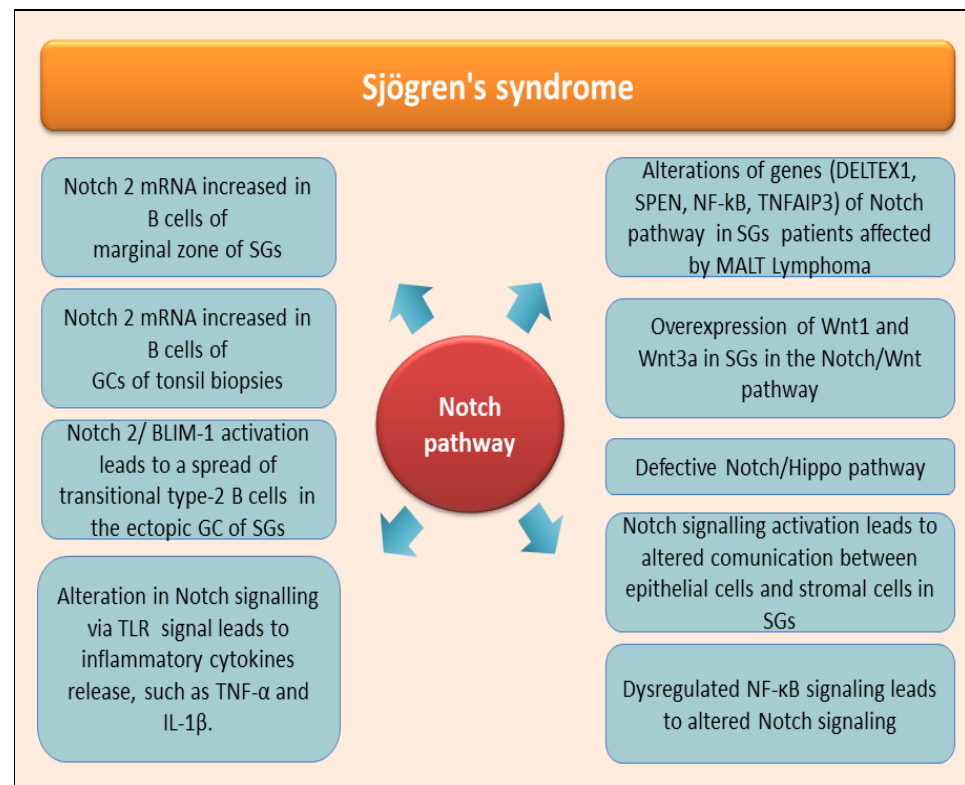 Sjögren's syndrome
Notch 2 mRNA increased in
B cells of
marginal zone of SGs
Notch 2 mRNA increased in
B cells of
GCs of tonsil biopsies
Notch 2/ BLIM-1 activation
leads to a spread of
transitional type-2 B cells in
the ectopic GC of SGs
Alteration in Notch signalling
via TLR signal leads to
inflammatory cytokines
release, such as TNF-α and
IL-1β.
Notch
pathway
Alterations of genes (DELTEX1,
SPEN, NF-kB, TNFAIP3) of Notch
pathway in SGs patients affected
by MALT Lymphoma
Overexpression of Wnt1 and
Wnt3a in SGs in the Notch/Wnt
pathway
Defective Notch/Hippo pathway
Notch signalling activation leads to
altered comunication between
epithelial cells and stromal cells in
SGs
Dysregulated NF-κB signaling leads
to altered Notch signaling